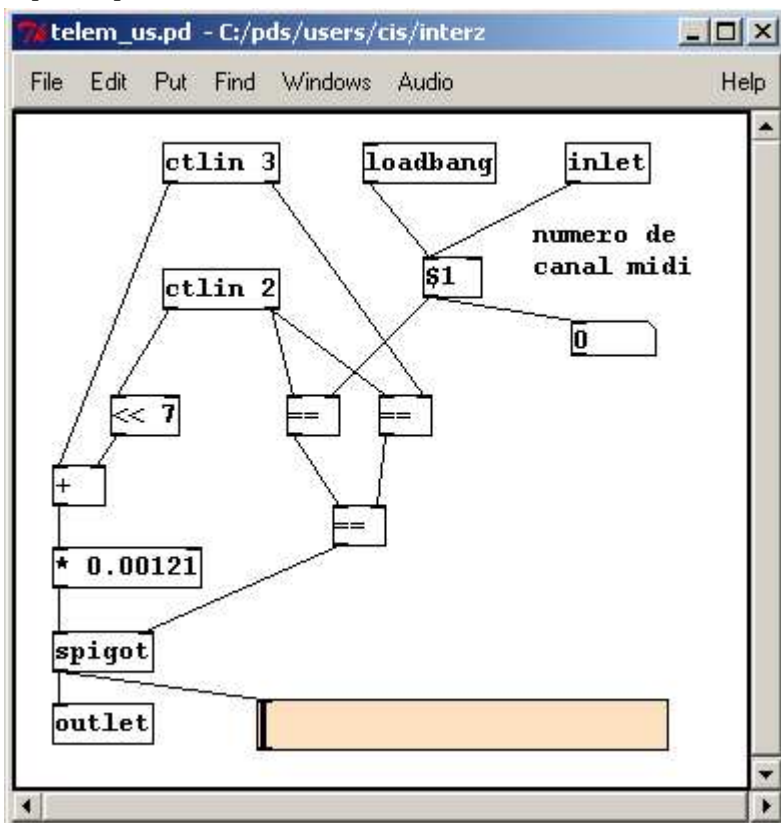 telem_us.pd - C:/pds/users/cis/interz
File Edit Put Find Windows Audio Help
ctlin 3
loadbang
inlet
numero de
canal midi
$1
ctlin 2
0
<< 7
==
==
+
==
* 0.00121
spigot
outlet